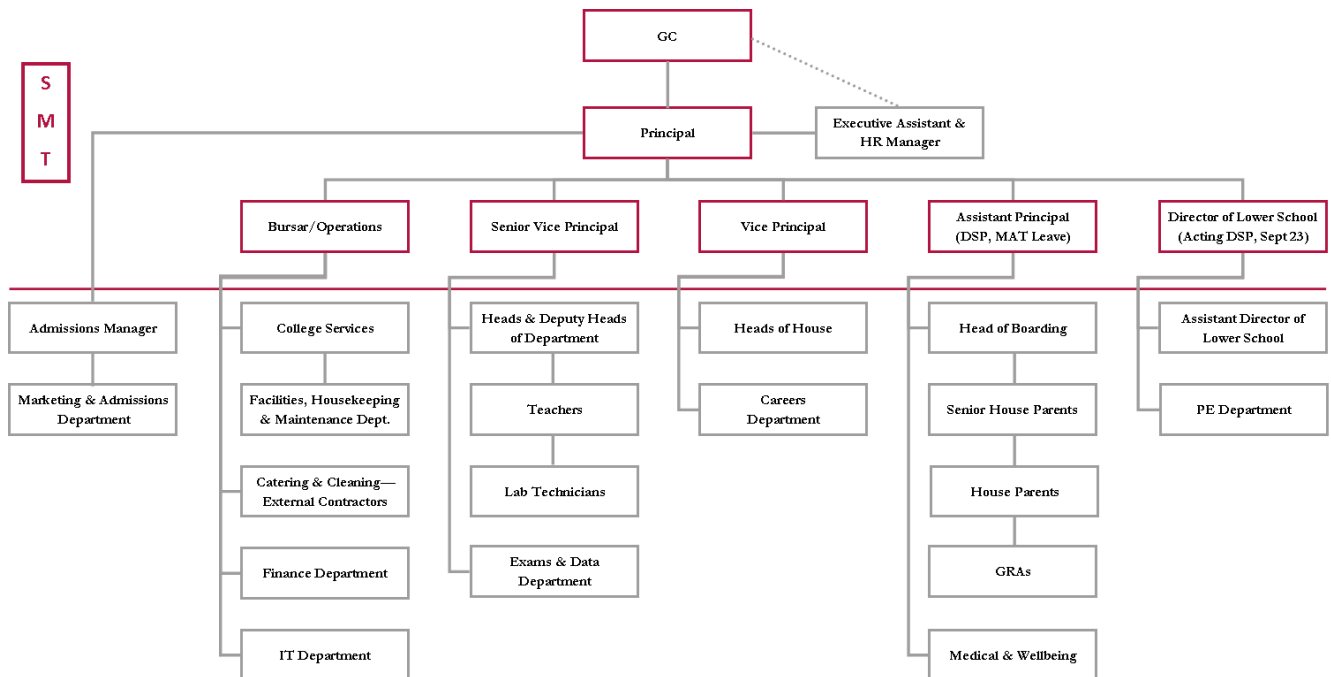 GC
S
M
T
Principal
Executive Assistant &
HR Manager
Bursar/Operations
Senior Vice Principal
Vice Principal
Assistant Principal
(DSP, MAT Leave)
Director of Lower School
(Acting DSP, Sept 23)
Admissions Manager
College Services
Heads & Deputy Heads
of Department
Heads of House
Head of Boarding
Assistant Director of
Lower School
Marketing & Admissions
Department
Facilities, Housekeeping
& Maintenance Dept.
Teachers
Careers
Department
Senior House Parents
PE Department
Catering & Cleaning—
External Contractors
Lab Technicians
House Parents
Finance Department
Exams & Data
Department
GRAs
IT Department
Medical & Wellbeing